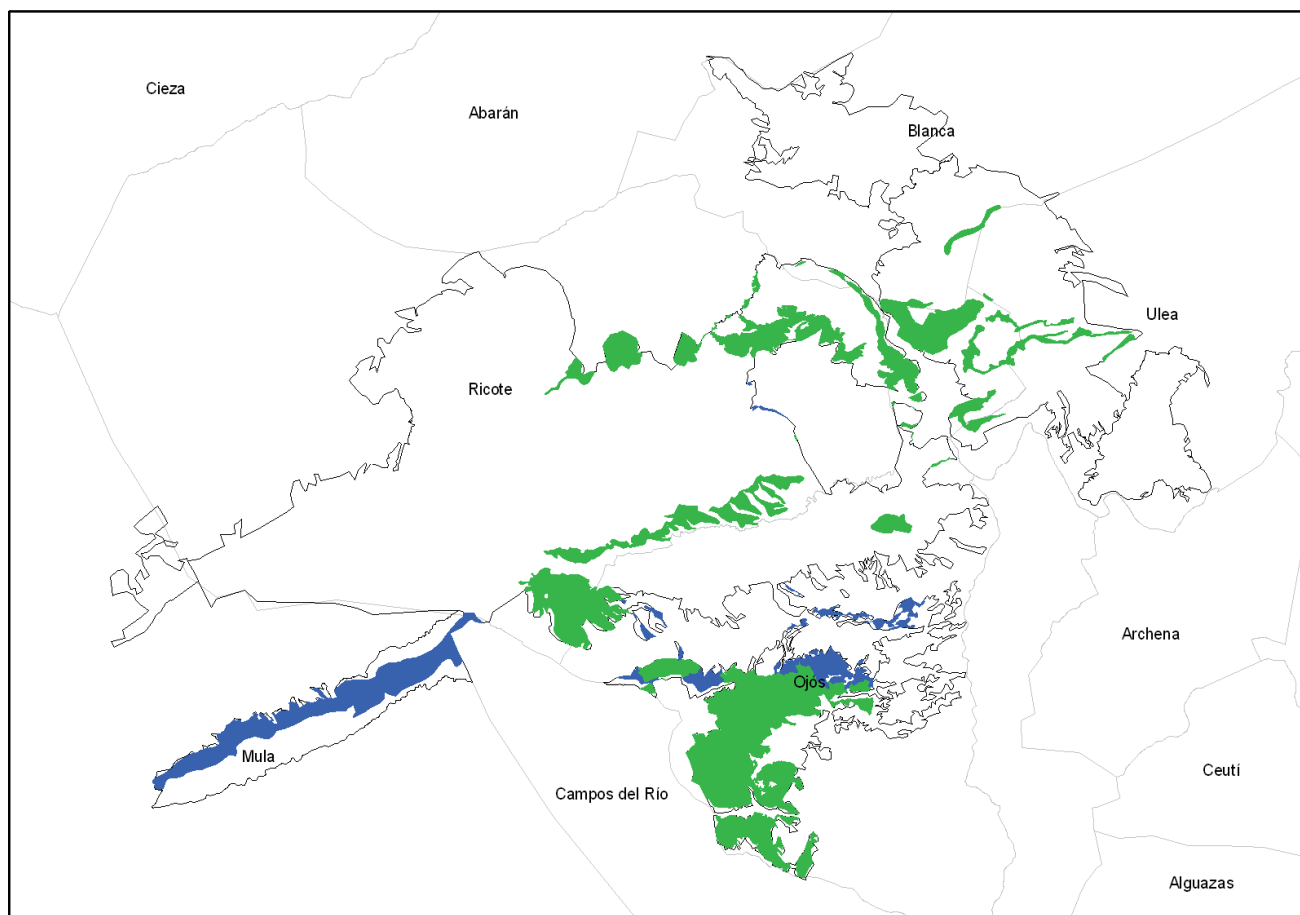 Cieza
Abarán
Blanca
Ulea
Ricote
Archena
Ojós
Mula
Ceutí
Campos del Río
Alguazas